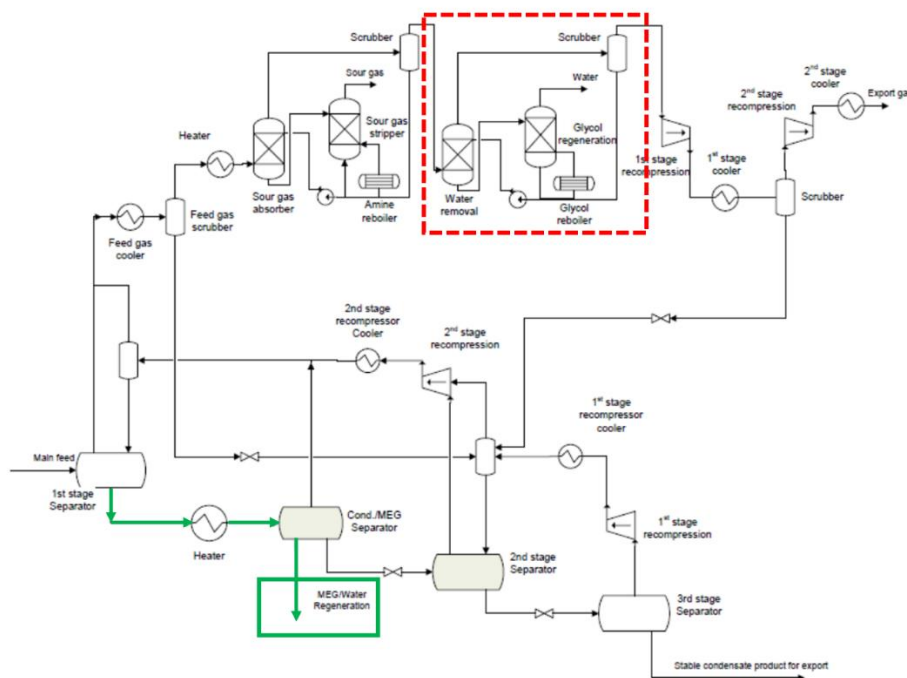 Scrubber
Sour gas
Sour gas
stripper
Heater
Sour gas
absorber
Amine
reboiler
Scrubber
Water
Glycol
regeneration
Water
removal
Glycol
reboiler
1st stage
recompression
1st stage
cooler
2nd stage
recompression
2nd stage
cooler
Export ga
Scrubber
Feed gas
cooler
Feed gas
scrubber
2nd stage
recompressor
Cooler
2nd stage
recompression
1st stage
recompressor
cooler
Main feed
1st stage
Separator
Heater
Cond./MEG
Separator
2nd stage
Separator
1st stage
recompression
MEG/Water
Regeneration
3rd stage
Separator
Stable condensate product for export